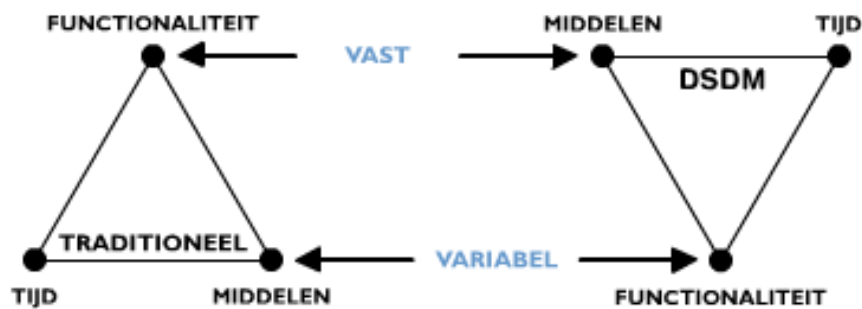 FUNCTIONALITEIT
MIDDELEN
TIJD
VAST
DSDM
TRADITIONEEL
VARIABEL
TIJD
MIDDELEN
FUNCTIONALITEIT